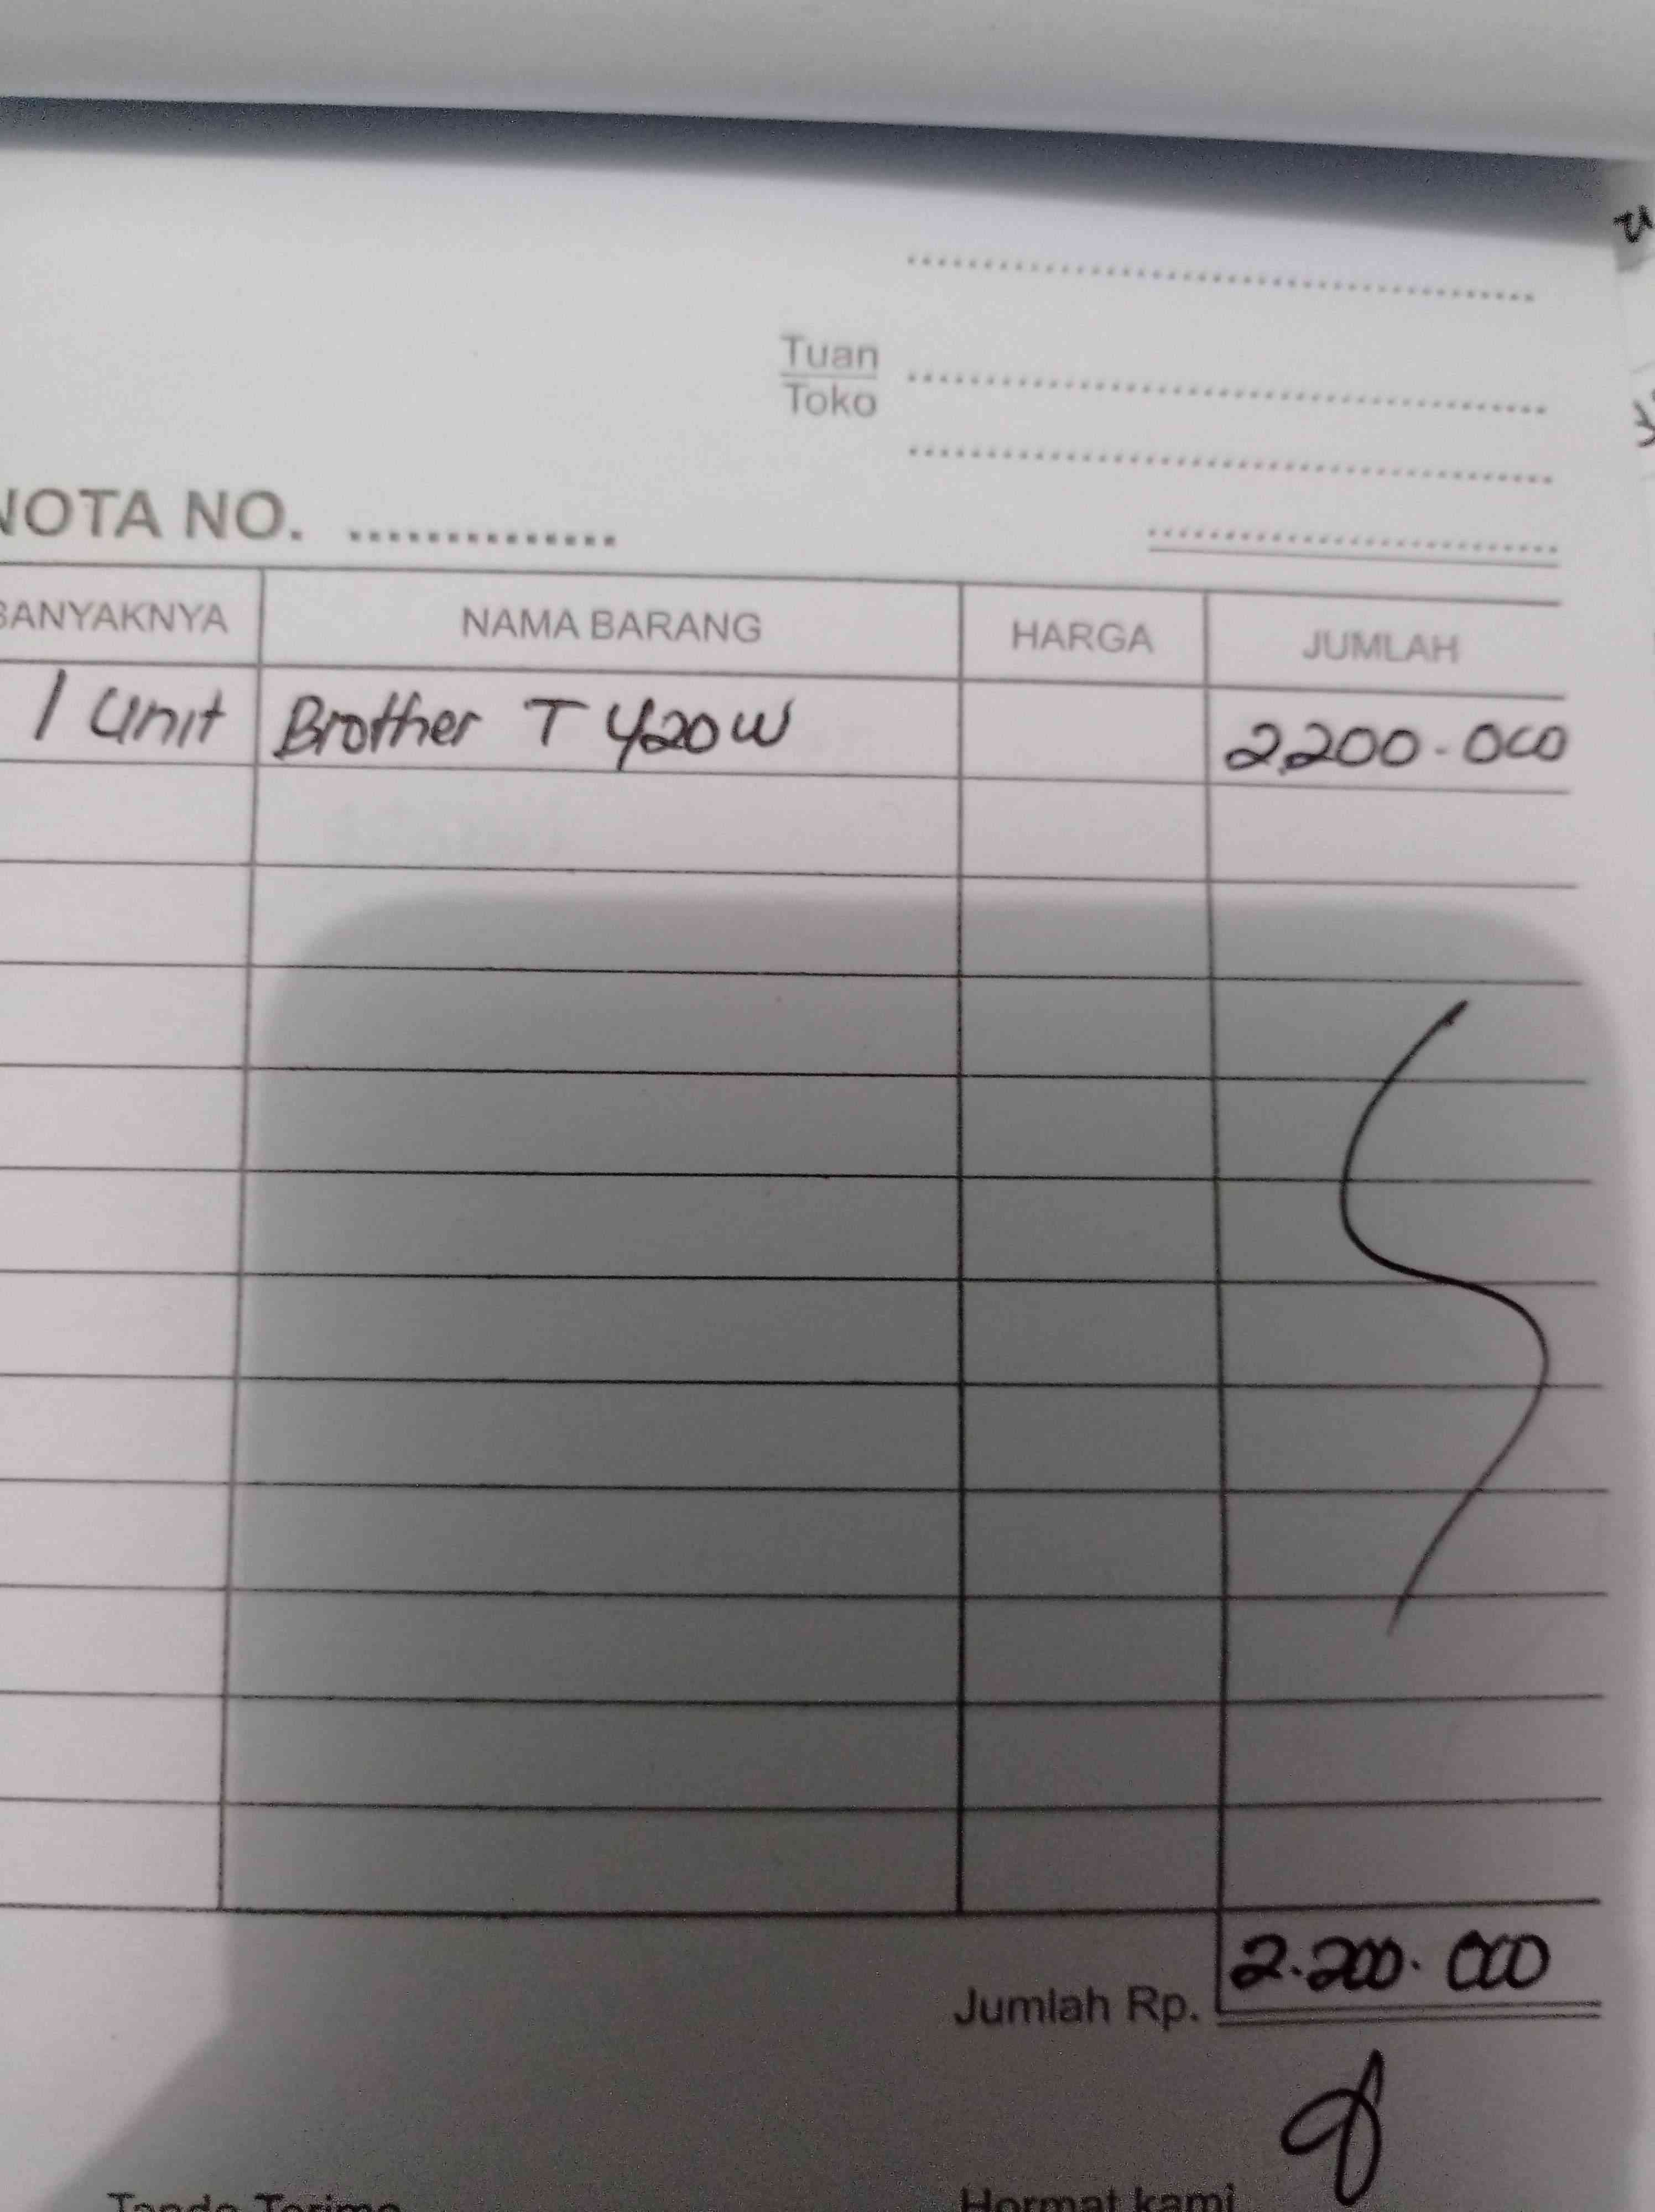 Tuan
Toko
NOTA NO. ..............
BANYAKNYA NAMA BARANG HARGA JUMLAH
1 Unit Brother T 420W 2.200.000
Jumlah Rp. 2.200.000
Tanda Terima Hormat kami